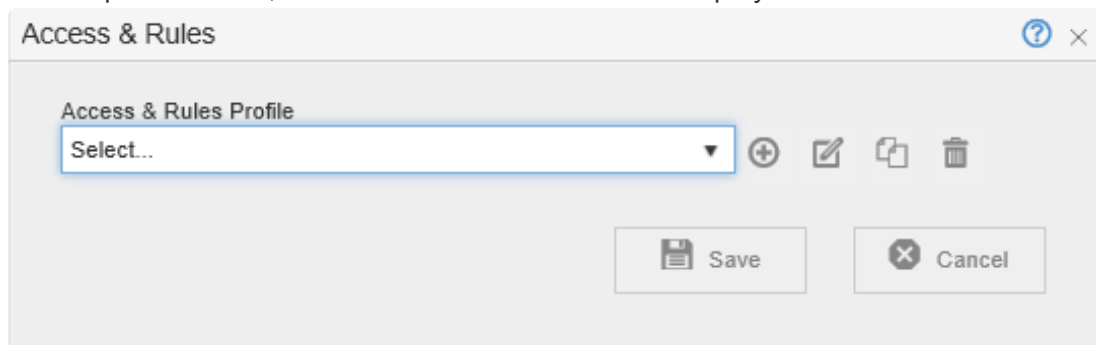 Access & Rules
Access & Rules Profile
Select...
Save
Cancel